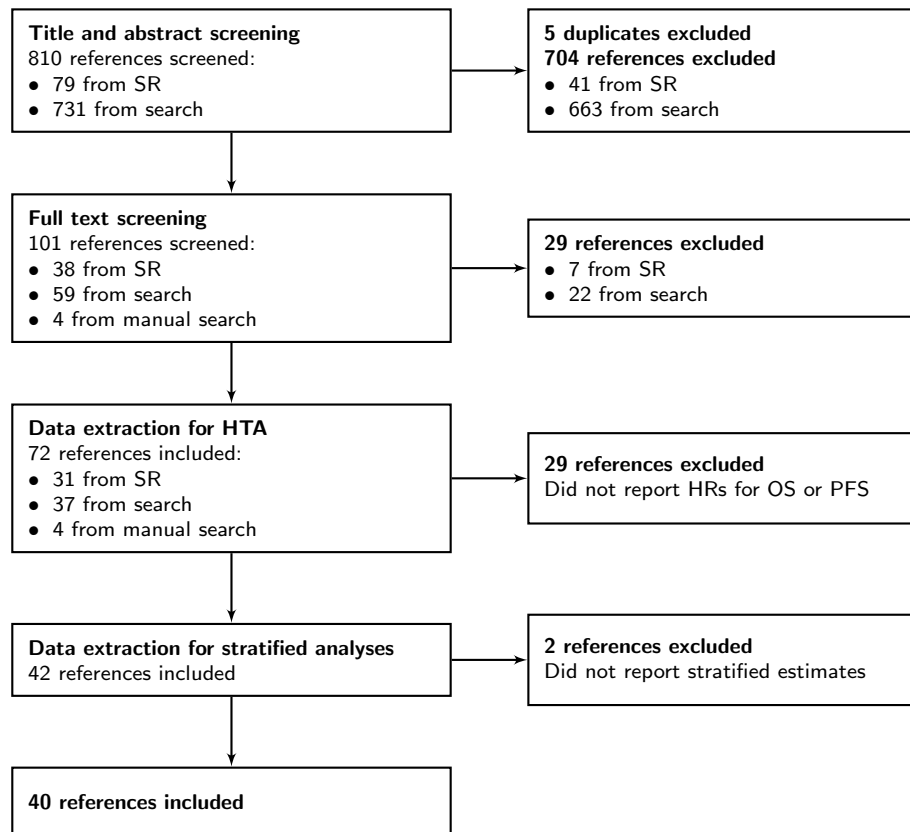 Title and abstract screening
810 references screened:
• 79 from SR
• 731 from search
5 duplicates excluded
704 references excluded
• 41 from SR
• 663 from search
Full text screening
101 references screened:
• 38 from SR
• 59 from search
• 4 from manual search
29 references excluded
• 7 from SR
• 22 from search
Data extraction for HTA
72 references included:
• 31 from SR
• 37 from search
• 4 from manual search
29 references excluded
Did not report HRs for OS or PFS
Data extraction for stratified analyses
42 references included
2 references excluded
Did not report stratified estimates
40 references included